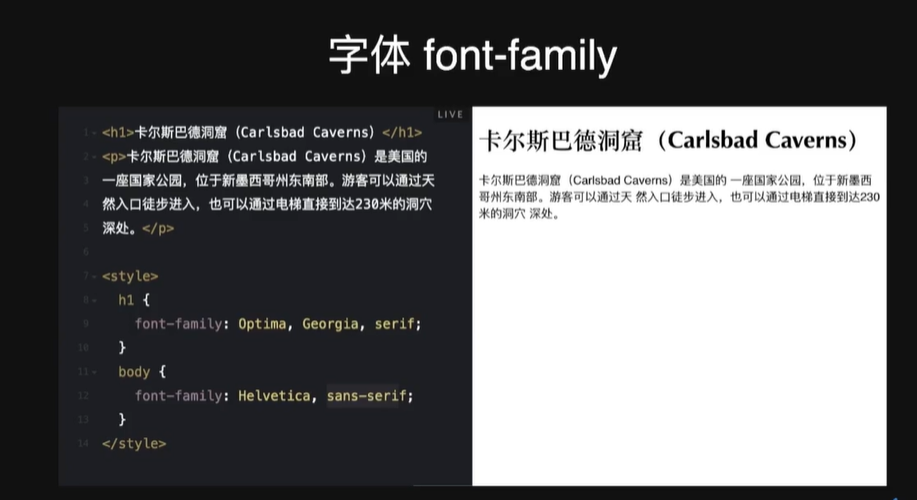 字体 font-family
LIVE
1 <h1>卡尔斯巴德洞窟（Carlsbad Caverns）</h1>
2 <p>卡尔斯巴德洞窟（Carlsbad Caverns）是美国的
3 一座国家公园，位于新墨西哥州东南部。游客可以通过天
4 然入口徒步进入，也可以通过电梯直接到达230米的洞穴
5 深处。</p>
6
7 <style>
8 h1 {
9 font-family: Optima, Georgia, serif;
10 }
11 body {
12 font-family: Helvetica, sans-serif;
13 }
14 </style>
卡尔斯巴德洞窟（Carlsbad Caverns）
卡尔斯巴德洞窟（Carlsbad Caverns）是美国的 一座国家公园，位于新墨西
哥州东南部。游客可以通过天 然入口徒步进入，也可以通过电梯直接到达230
米的洞穴 深处。